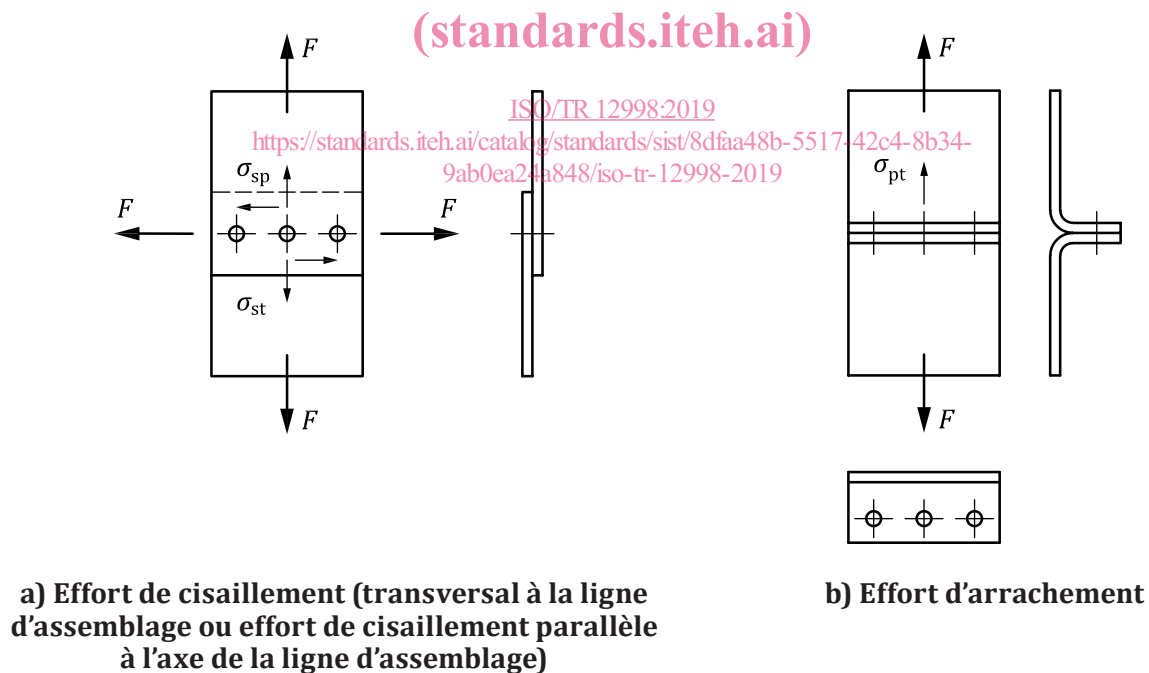 (standards.iteh.ai)
F
F
ISO/TR 12998:2019
https://standards.iteh.ai/catalog/standards/sist/8dfaa48b-5517-42c4-8b34-
9ab0ea24a848/iso-tr-12998-2019
σsp
σpt
F
F
σst
F
F
a) Effort de cisaillement (transversal à la ligne
d’assemblage ou effort de cisaillement parallèle
à l’axe de la ligne d’assemblage)
b) Effort d’arrachement